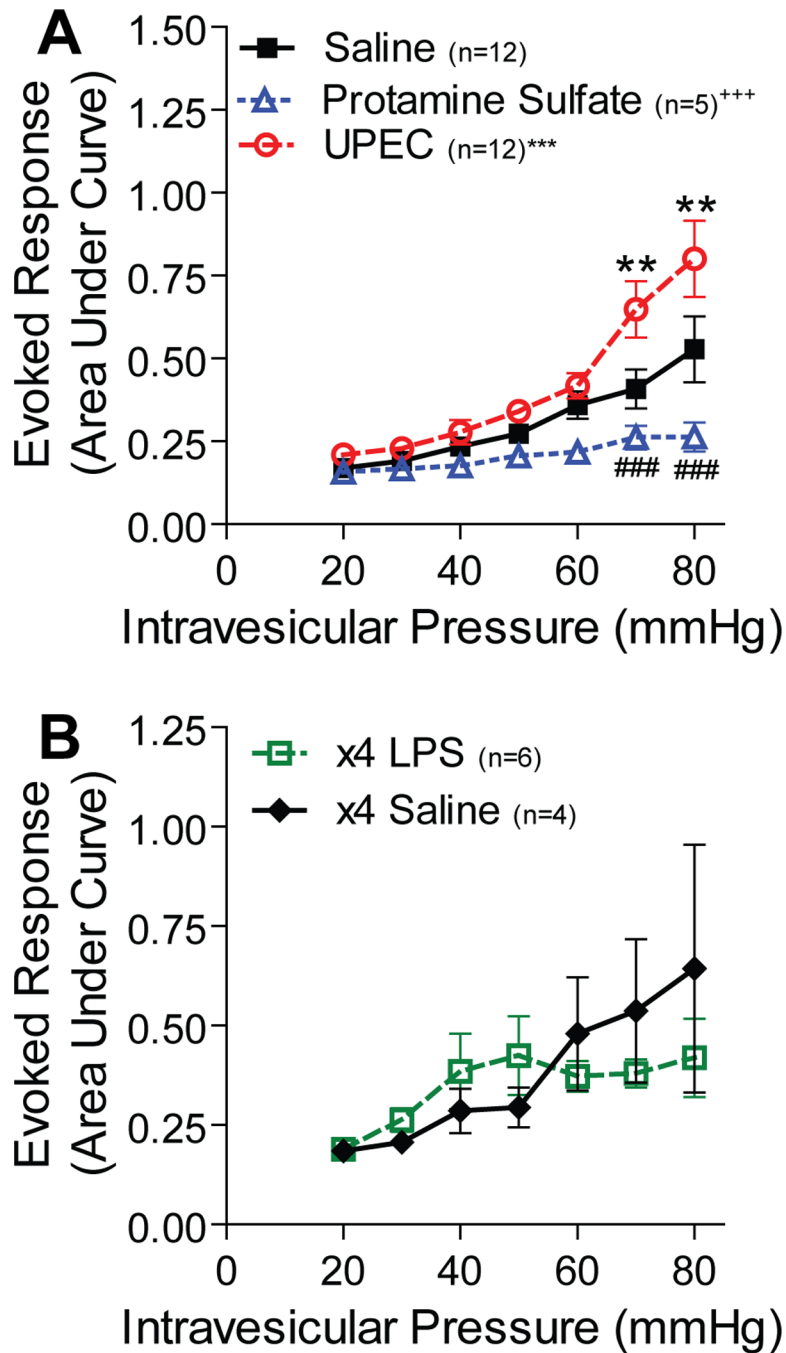 A
1.50
1.25
1.00
0.75
0.50
0.25
0.00
Evoked Response
(Area Under Curve)
Saline (n=12)
Protamine Sulfate (n=5)+++
UPEC (n=12)***
**
**
###
###
0
20
40
60
80
Intravesicular Pressure (mmHg)
B
1.25
1.00
0.75
0.50
0.25
0.00
Evoked Response
(Area Under Curve)
x4 LPS (n=6)
x4 Saline (n=4)
0
20
40
60
80
Intravesicular Pressure (mmHg)